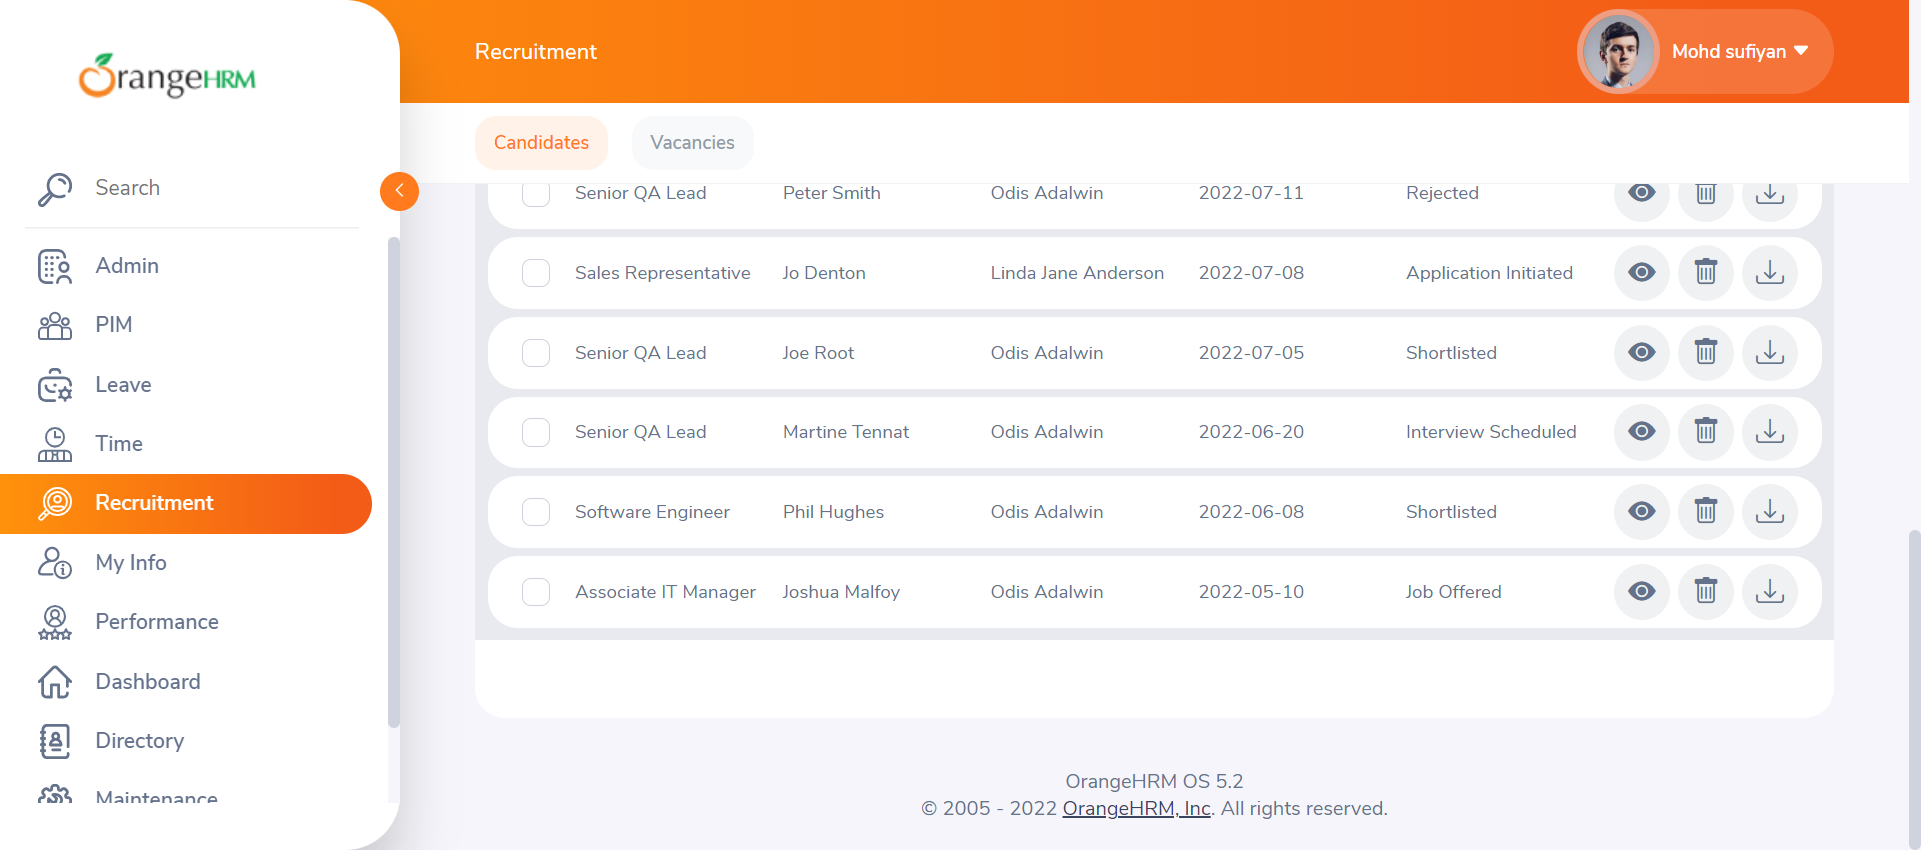 OrangeHRM
Recruitment
Mohd sufiyan
Candidates
Vacancies
Search
Admin
PIM
Leave
Time
Recruitment
My Info
Performance
Dashboard
Directory
Maintenance
Senior QA Lead Peter Smith Odis Adalwin 2022-07-11 Rejected
Sales Representative Jo Denton Linda Jane Anderson 2022-07-08 Application Initiated
Senior QA Lead Joe Root Odis Adalwin 2022-07-05 Shortlisted
Senior QA Lead Martine Tennat Odis Adalwin 2022-06-20 Interview Scheduled
Software Engineer Phil Hughes Odis Adalwin 2022-06-08 Shortlisted
Associate IT Manager Joshua Malfoy Odis Adalwin 2022-05-10 Job Offered
OrangeHRM OS 5.2
© 2005 - 2022 OrangeHRM, Inc. All rights reserved.